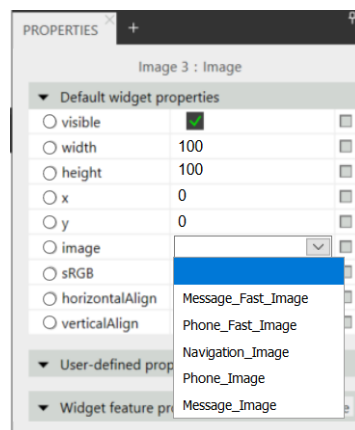 PROPERTIES
Image 3 : Image
Default widget properties
visible
width 100
height 100
x 0
y 0
image
sRGB
horizontalAlign
verticalAlign
Message_Fast_Image
Phone_Fast_Image
Navigation_Image
Phone_Image
Message_Image
User-defined prop
Widget feature pr